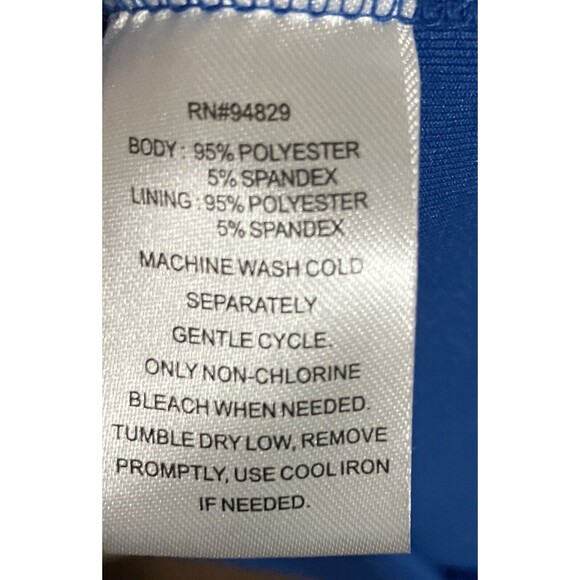 RN#94829
BODY : 95% POLYESTER
5% SPANDEX
LINING : 95% POLYESTER
5% SPANDEX
MACHINE WASH COLD
SEPARATELY
GENTLE CYCLE.
ONLY NON-CHLORINE
BLEACH WHEN NEEDED.
TUMBLE DRY LOW, REMOVE
PROMPTLY, USE COOL IRON
IF NEEDED.